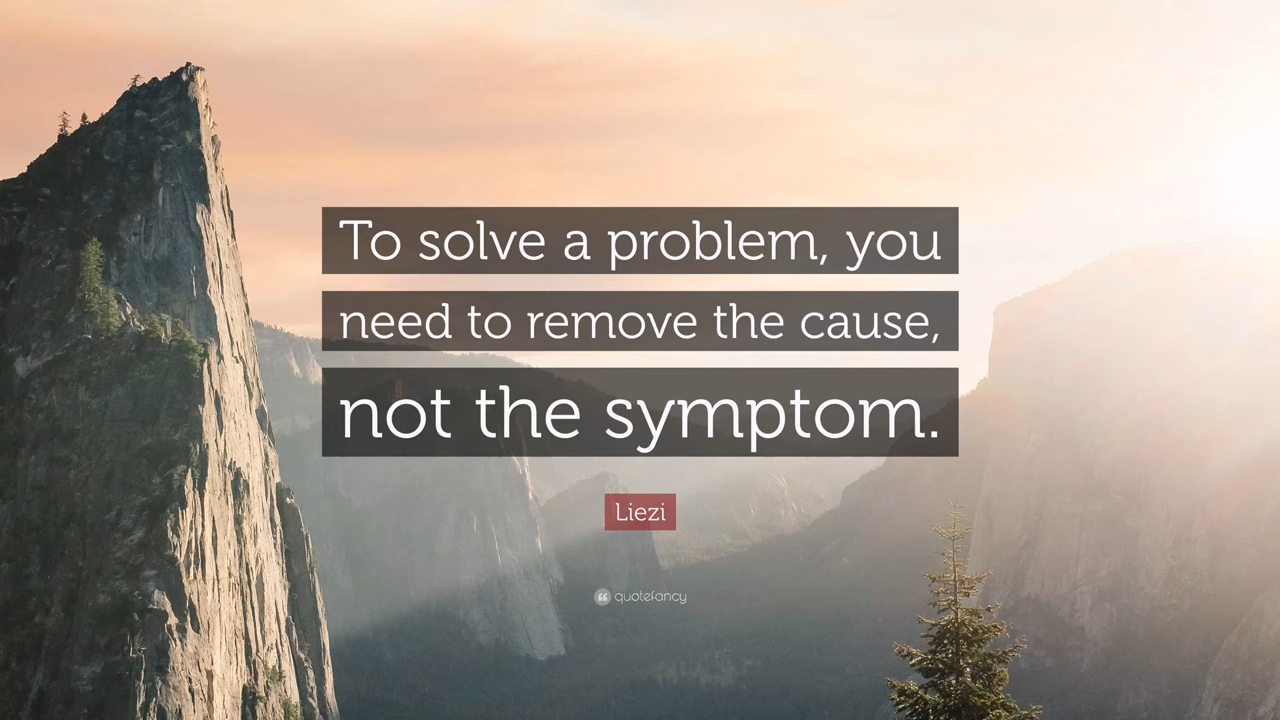 To solve a problem, you
need to remove the cause,
not the symptom.
Liezi
quotefancy